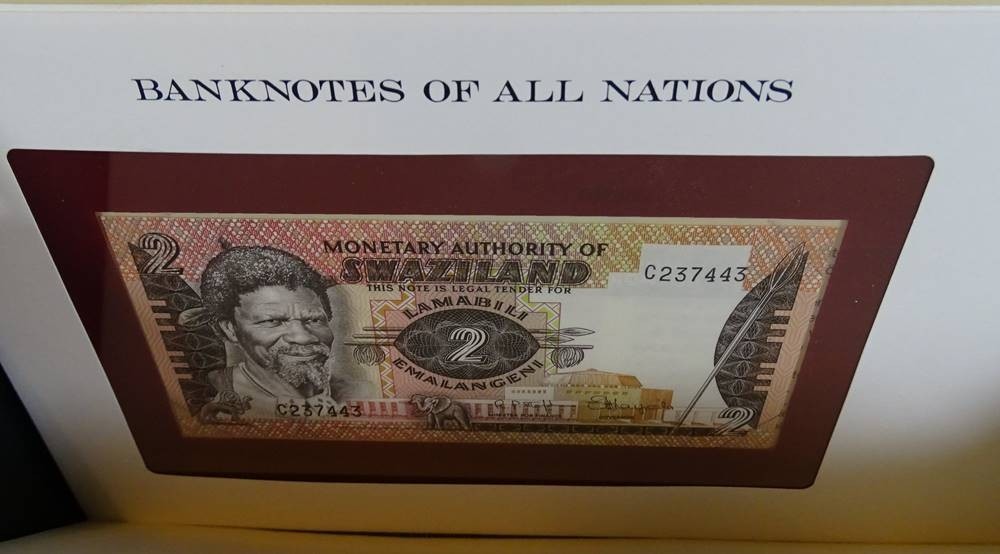 BANKNOTES OF ALL NATIONS
2
MONETARY AUTHORITY OF
SWAZILAND
C237443
THIS NOTE IS LEGAL TENDER FOR
LAMABILI
2
EMALANGENI
C237443
2